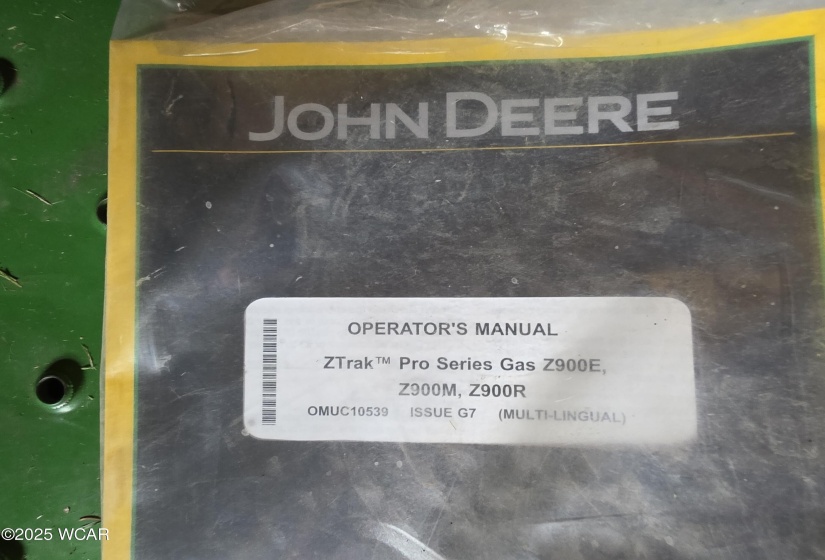 JOHN DEERE
OPERATOR'S MANUAL
ZTrak™ Pro Series Gas Z900E,
Z900M, Z900R
OMUC10539 ISSUE G7 (MULTI-LINGUAL)
©2025 WCAR